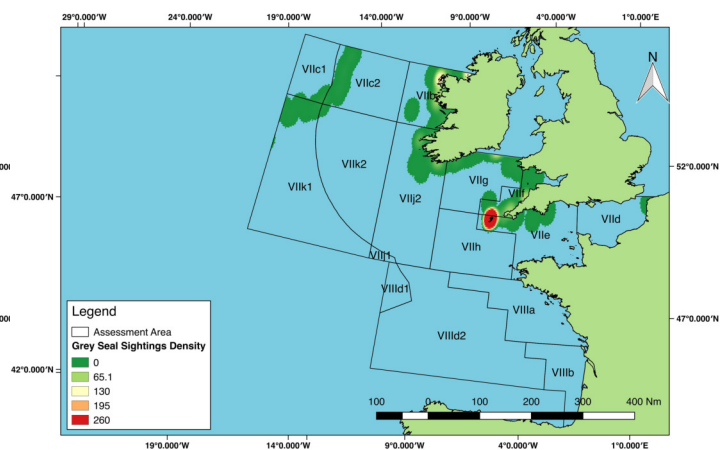 29°0.000'W 24°0.000'W 19°0.000'W 14°0.000'W 9°0.000'W 4°0.000'W 1°0.000'E
N
VIIc1
VIIc2
VIIb
52°0.000'N
VIIk2
VIIg
VIIk1
VIIf
47°0.000'N
VIIj2
VIId
VIIe
VIIh
VIIj1
VIIId1
Legend
Assessment Area
Grey Seal Sightings Density
0
65.1
130
195
260
VIIIa
47°0.000'N
VIIId2
42°0.000'N
VIIIb
100 0 100 200 300 400 Nm
19°0.000'W 14°0.000'W 9°0.000'W 4°0.000'W 1°0.000'E